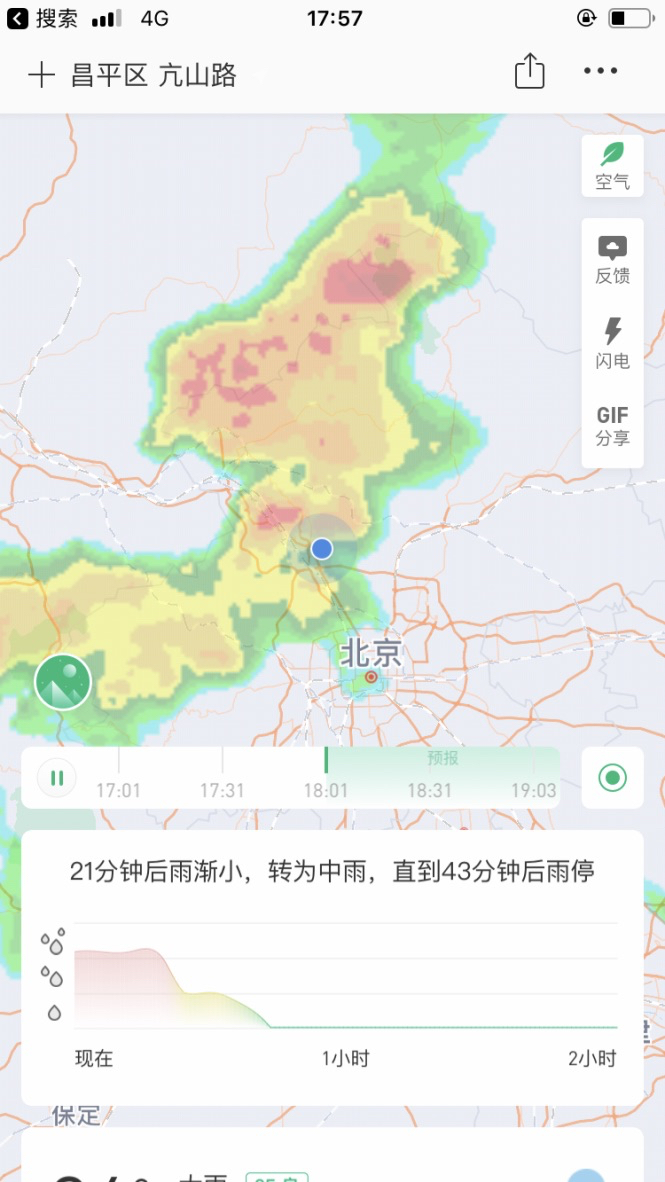 搜索 4G 17:57
昌平区 亢山路
空气
反馈
闪电
GIF
分享
北京
预报
17:01 17:31 18:01 18:31 19:03
21分钟后雨渐小，转为中雨，直到43分钟后雨停
现在 1小时 2小时
保定